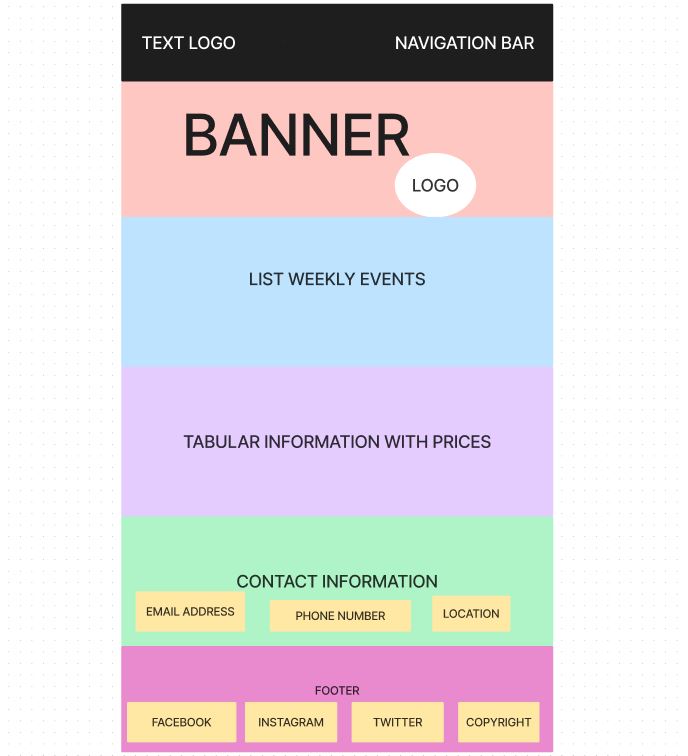 TEXT LOGO
NAVIGATION BAR
BANNER
LOGO
LIST WEEKLY EVENTS
TABULAR INFORMATION WITH PRICES
CONTACT INFORMATION
EMAIL ADDRESS
PHONE NUMBER
LOCATION
FOOTER
FACEBOOK
INSTAGRAM
TWITTER
COPYRIGHT